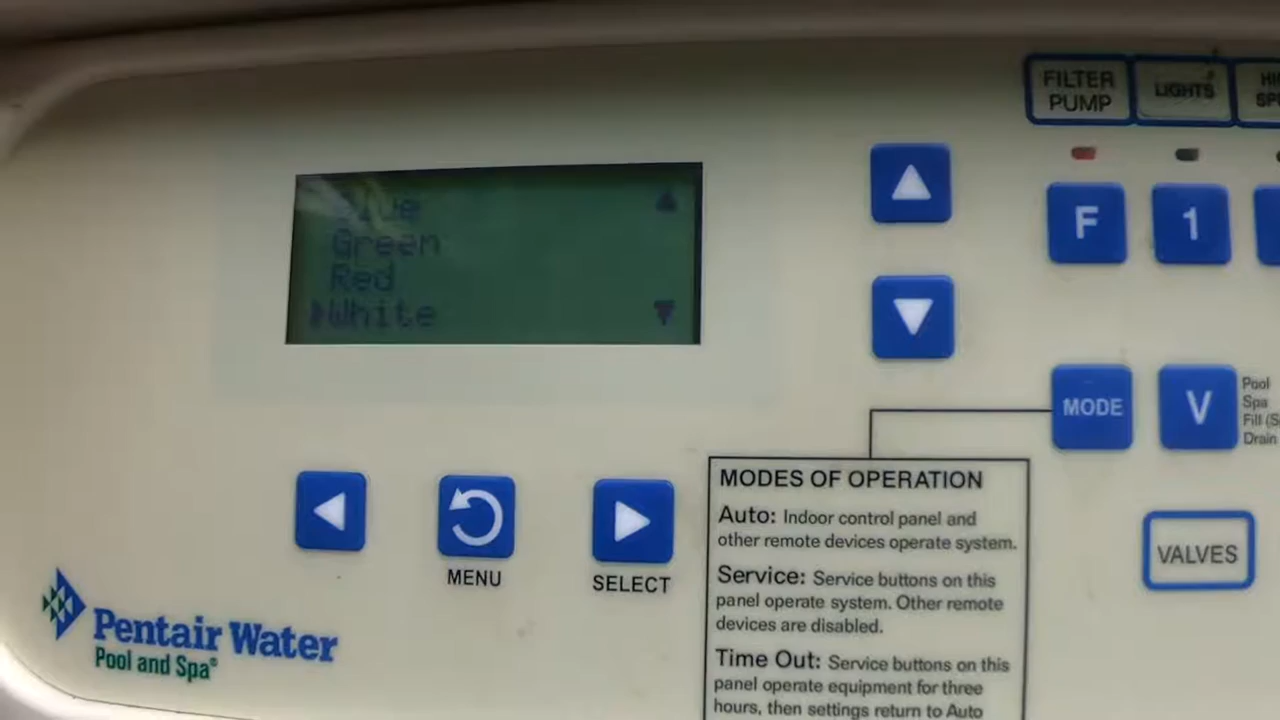 FILTER
PUMP
LIGHTS
Blue
Green
Red
White
F
1
MODE
V
Pool
Spa
Fill
Drain
MENU
SELECT
MODES OF OPERATION
Auto: Indoor control panel and
other remote devices operate system.
Service: Service buttons on this
panel operate system. Other remote
devices are disabled.
Time Out: Service buttons on this
panel operate equipment for three
hours, then settings return to Auto
VALVES
Pentair Water
Pool and Spa®